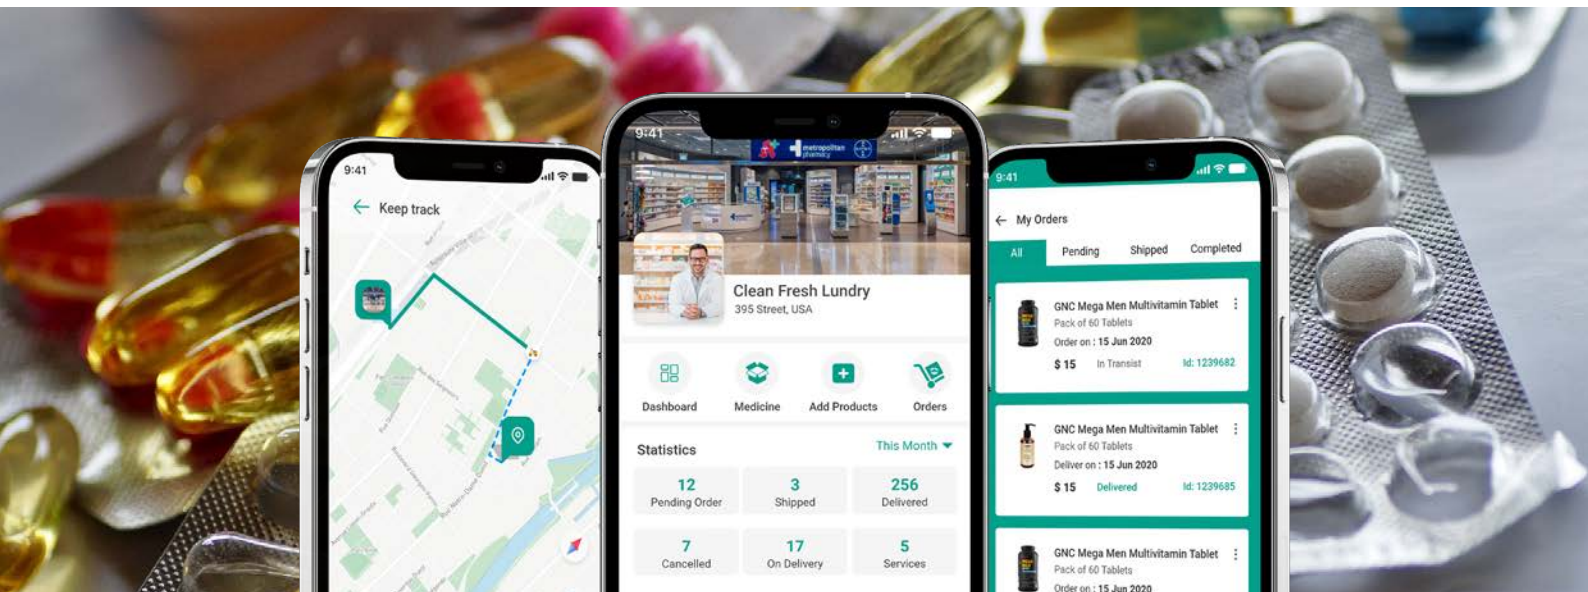 9:41
Keep track
9:41
metropolitan
pharmacy
Clean Fresh Lundry
395 Street, USA
Dashboard
Medicine
Add Products
Orders
Statistics
This Month
12
Pending Order
3
Shipped
256
Delivered
7
Cancelled
17
On Delivery
5
Services
9:41
My Orders
All
Pending
Shipped
Completed
GNC Mega Men Multivitamin Tablet
Pack of 60 Tablets
Order on : 15 Jun 2020
$ 15 In Transist Id: 1239682
GNC Mega Men Multivitamin Tablet
Pack of 60 Tablets
Deliver on : 15 Jun 2020
$ 15 Delivered Id: 1239685
GNC Mega Men Multivitamin Tablet
Pack of 60 Tablets
Order on : 15 Jun 2020